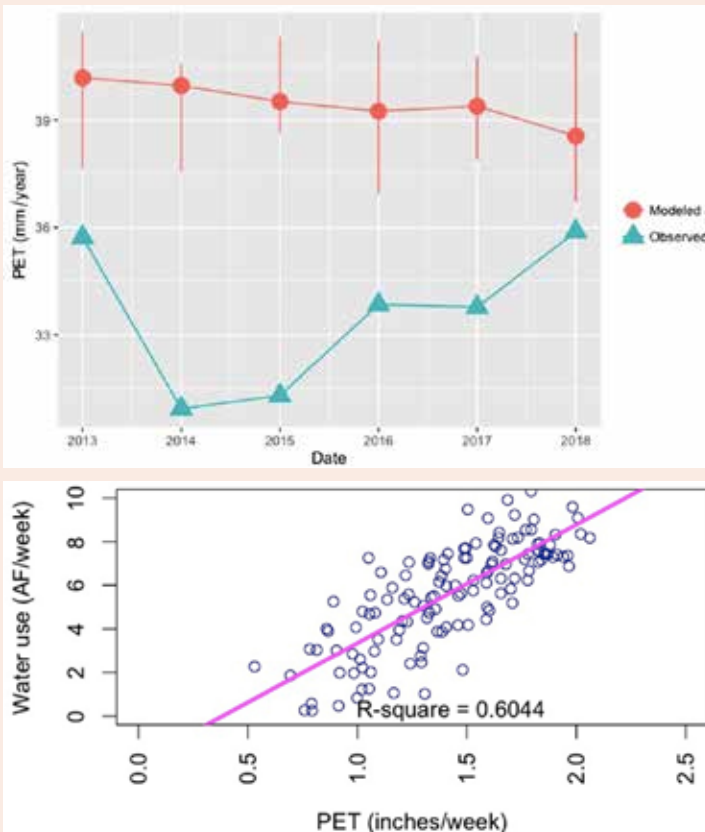 39
36
33
PET (mm/year)
2013 2014 2015 2016 2017 2018
Date
Modeled
Observed
10
8
6
4
2
0
Water use (AF/week)
R-square = 0.6044
0.0 0.5 1.0 1.5 2.0 2.5
PET (inches/week)